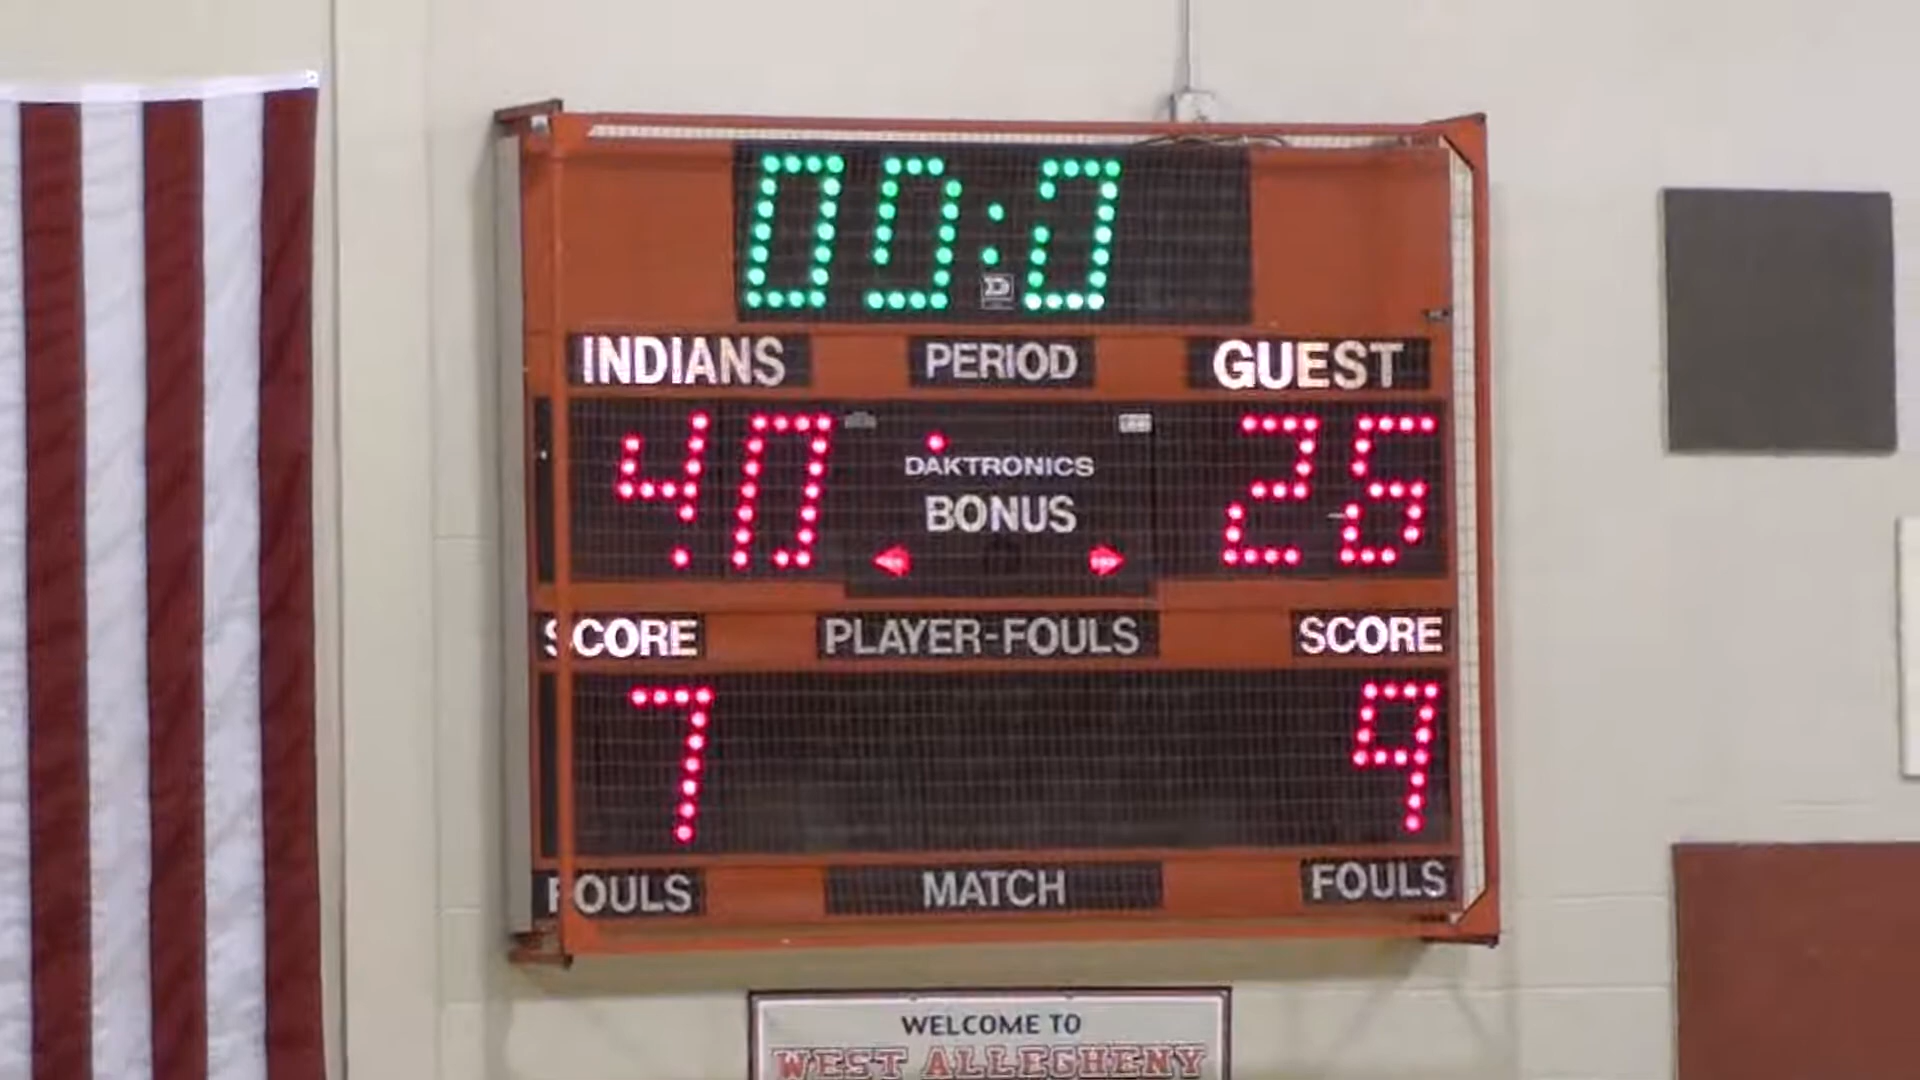 00:0
INDIANS PERIOD GUEST
40 26
DAKTRONICS
BONUS
SCORE PLAYER-FOULS SCORE
7 9
FOULS MATCH FOULS
WELCOME TO
WEST ALLEGHENY